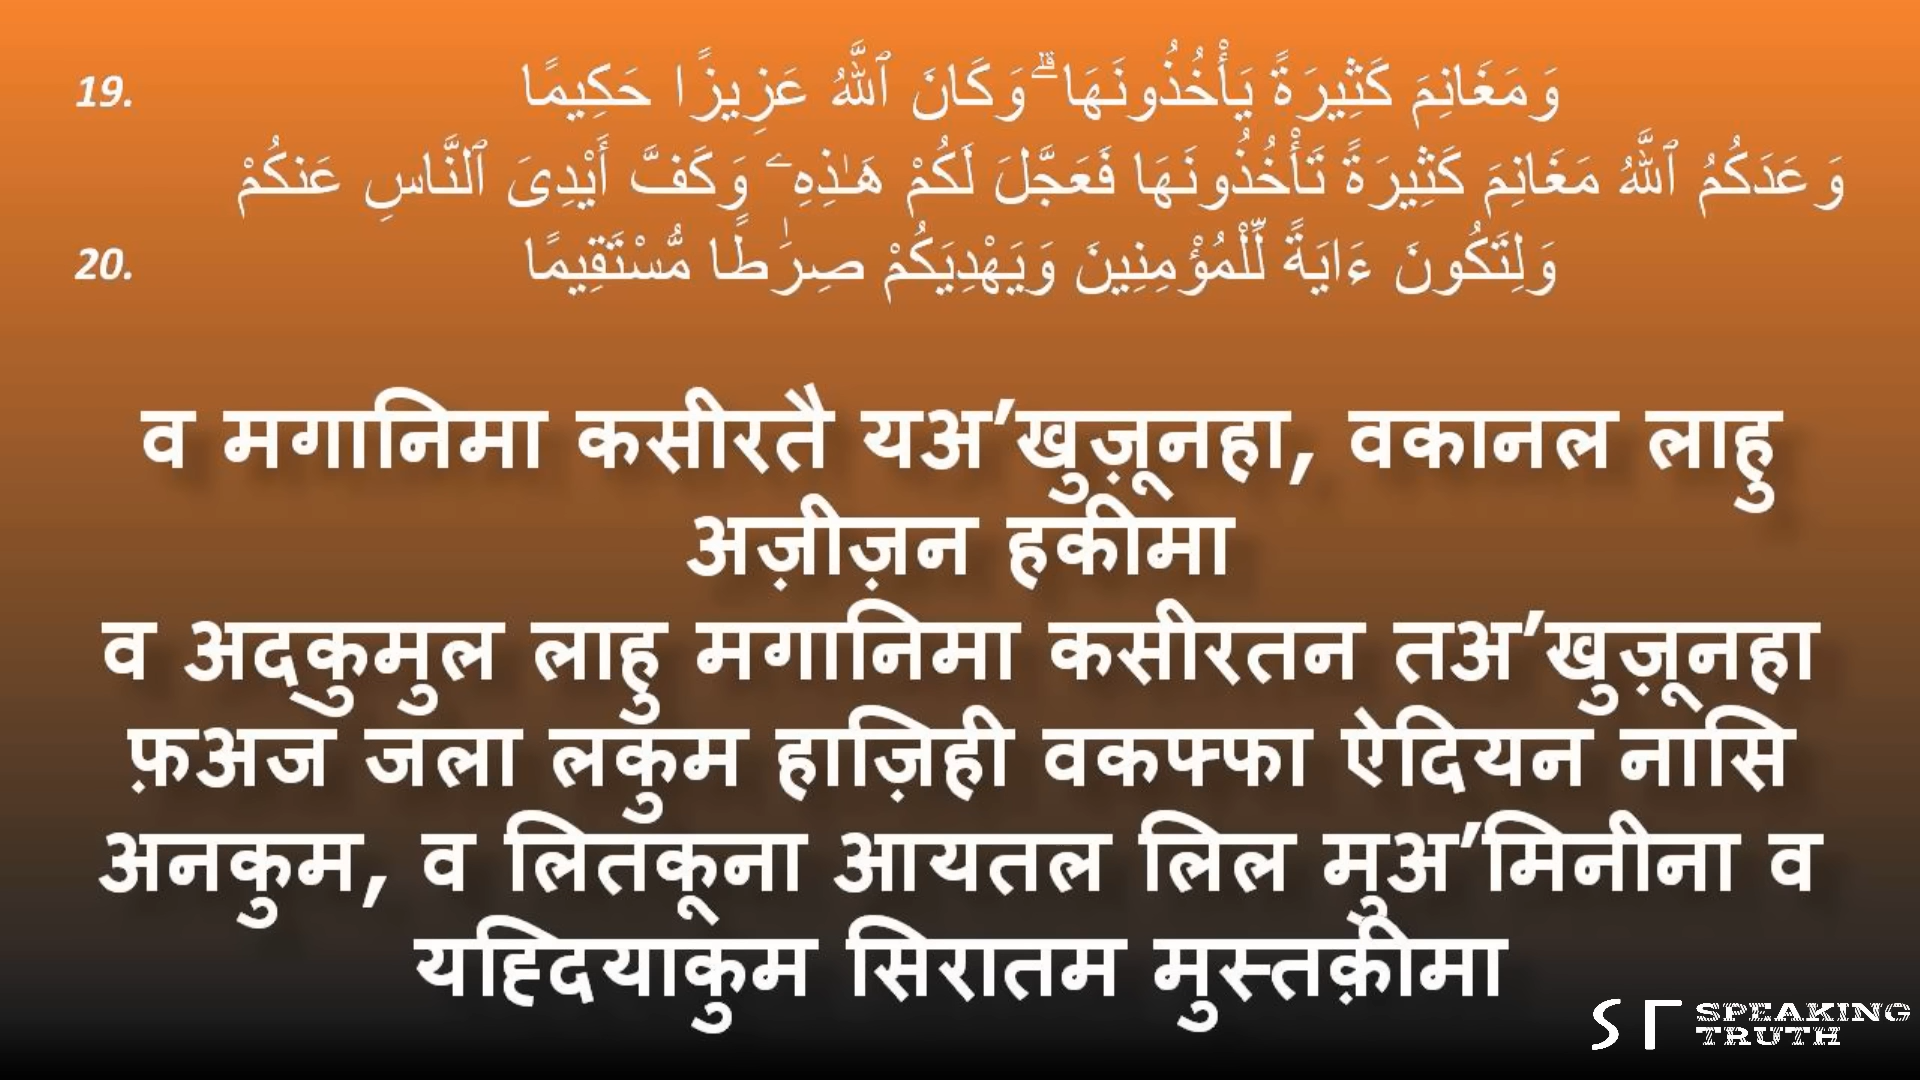 19. وَمَغَانِمَ كَثِيرَةً يَأْخُذُونَهَا ۗ وَكَانَ ٱللَّهُ عَزِيزًا حَكِيمًا
وَعَدَكُمُ ٱللَّهُ مَغَانِمَ كَثِيرَةً تَأْخُذُونَهَا فَعَجَّلَ لَكُمْ هَـٰذِهِۦ وَكَفَّ أَيْدِىَ ٱلنَّاسِ عَنكُمْ
20. وَلِتَكُونَ ءَايَةً لِّلْمُؤْمِنِينَ وَيَهْدِيَكُمْ صِرَٰطًا مُّسْتَقِيمًا
व मगानिमा कसीरतै यअ’खुज़ूनहा, वकानल लाहु
अज़ीज़न हकीमा
व अद्कुमुल लाहु मगानिमा कसीरतन तअ’खुज़ूनहा
फ़अज जला लकुम हाज़िही वकफ्फा ऐदियन नासि
अनकुम, व लितकूना आयतल लिल मुअ’मिनीना व
यह्दियाकुम सिरातम मुस्तक़ीमा
ST SPEAKING
TRUTH